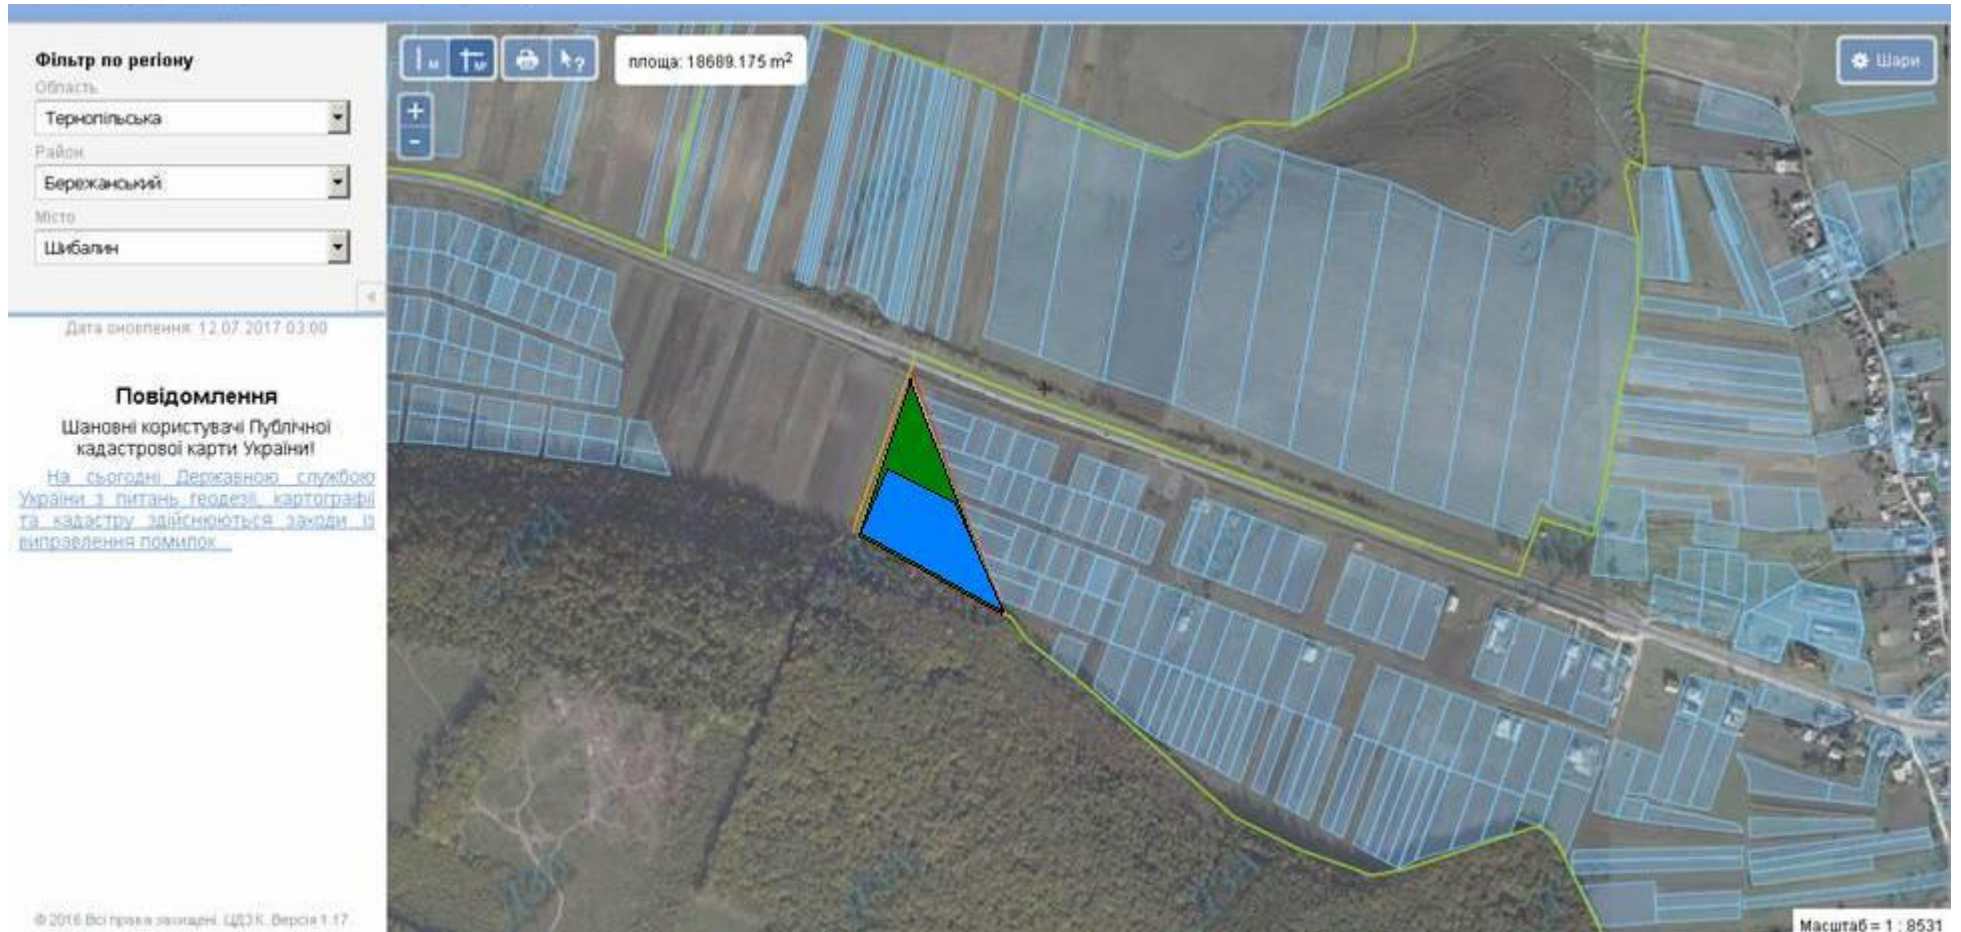 Фільтр по регіону
Область
Тернопільська
Район
Бережанський
Місто
Шибалин
Дата оновлення: 12.07.2017 03:00
Повідомлення
Шановні користувачі Публічної
кадастрової карти України!
На сьогодні Державною службою
України з питань геодезії, картографії
та кадастру здійснюються заходи із
виправлення помилок...
© 2016 Всі права захищені. ЦДЗК. Версія 1.17
м
м²
?
площа: 18689.175 m²
+
-
Шари
Масштаб = 1 : 8531